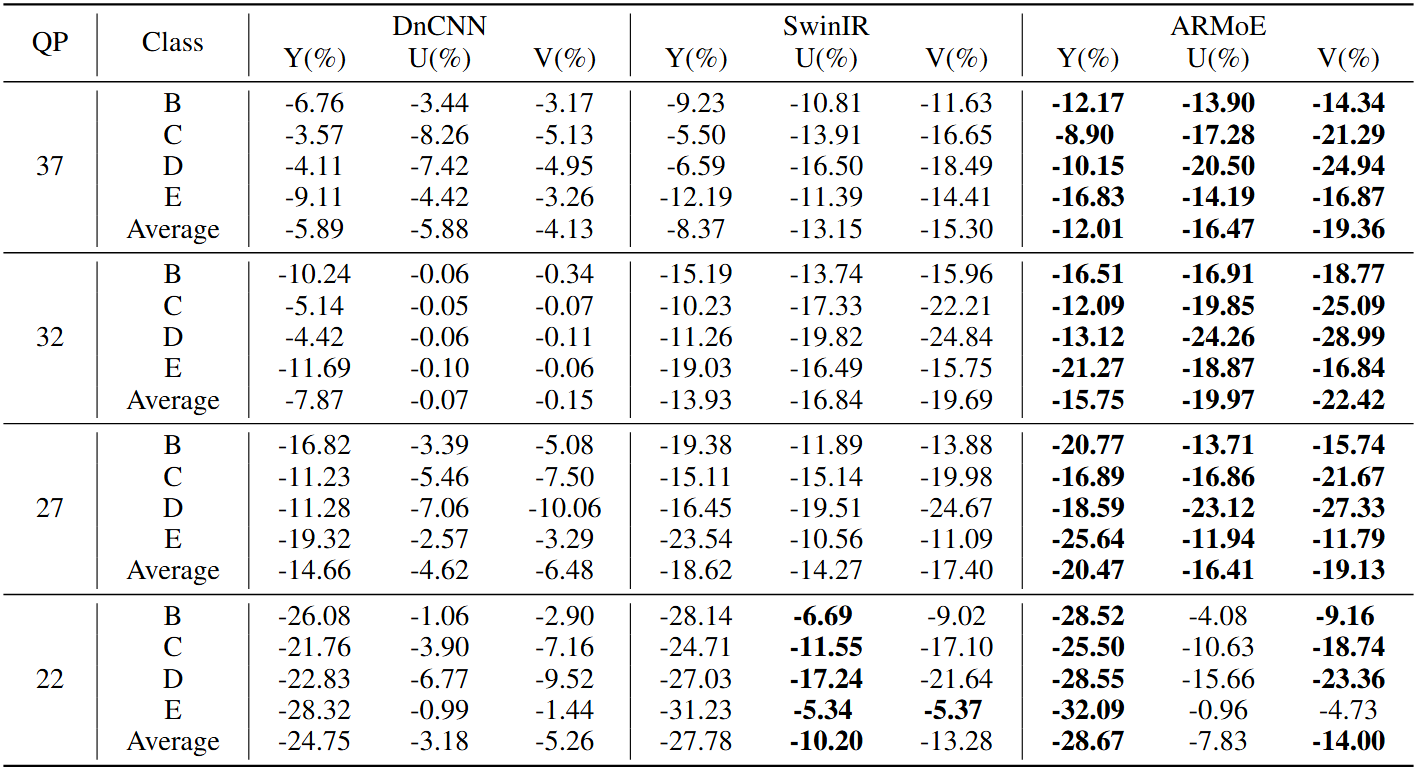 QP Class DnCNN SwinIR ARMoE
Y(%) U(%) V(%) Y(%) U(%) V(%) Y(%) U(%) V(%)
37
B -6.76 -3.44 -3.17 -9.23 -10.81 -11.63 -12.17 -13.90 -14.34
C -3.57 -8.26 -5.13 -5.50 -13.91 -16.65 -8.90 -17.28 -21.29
D -4.11 -7.42 -4.95 -6.59 -16.50 -18.49 -10.15 -20.50 -24.94
E -9.11 -4.42 -3.26 -12.19 -11.39 -14.41 -16.83 -14.19 -16.87
Average -5.89 -5.88 -4.13 -8.37 -13.15 -15.30 -12.01 -16.47 -19.36
32
B -10.24 -0.06 -0.34 -15.19 -13.74 -15.96 -16.51 -16.91 -18.77
C -5.14 -0.05 -0.07 -10.23 -17.33 -22.21 -12.09 -19.85 -25.09
D -4.42 -0.06 -0.11 -11.26 -19.82 -24.84 -13.12 -24.26 -28.99
E -11.69 -0.10 -0.06 -19.03 -16.49 -15.75 -21.27 -18.87 -16.84
Average -7.87 -0.07 -0.15 -13.93 -16.84 -19.69 -15.75 -19.97 -22.42
27
B -16.82 -3.39 -5.08 -19.38 -11.89 -13.88 -20.77 -13.71 -15.74
C -11.23 -5.46 -7.50 -15.11 -15.14 -19.98 -16.89 -16.86 -21.67
D -11.28 -7.06 -10.06 -16.45 -19.51 -24.67 -18.59 -23.12 -27.33
E -19.32 -2.57 -3.29 -23.54 -10.56 -11.09 -25.64 -11.94 -11.79
Average -14.66 -4.62 -6.48 -18.62 -14.27 -17.40 -20.47 -16.41 -19.13
22
B -26.08 -1.06 -2.90 -28.14 -6.69 -9.02 -28.52 -4.08 -9.16
C -21.76 -3.90 -7.16 -24.71 -11.55 -17.10 -25.50 -10.63 -18.74
D -22.83 -6.77 -9.52 -27.03 -17.24 -21.64 -28.55 -15.66 -23.36
E -28.32 -0.99 -1.44 -31.23 -5.34 -5.37 -32.09 -0.96 -4.73
Average -24.75 -3.18 -5.26 -27.78 -10.20 -13.28 -28.67 -7.83 -14.00